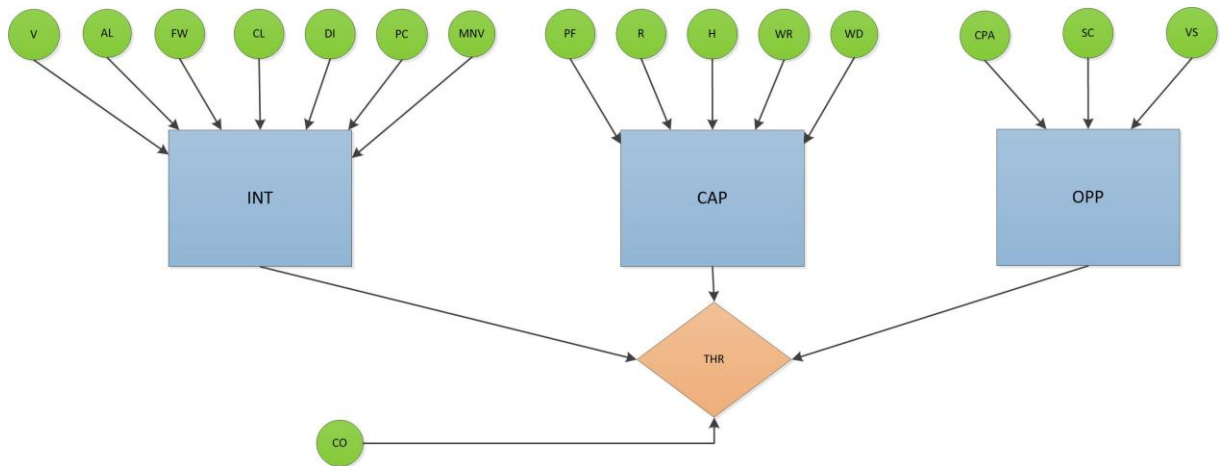 V
AL
FW
CL
DI
PC
MNV
PF
R
H
WR
WD
CPA
SC
VS
INT
CAP
OPP
THR
CO